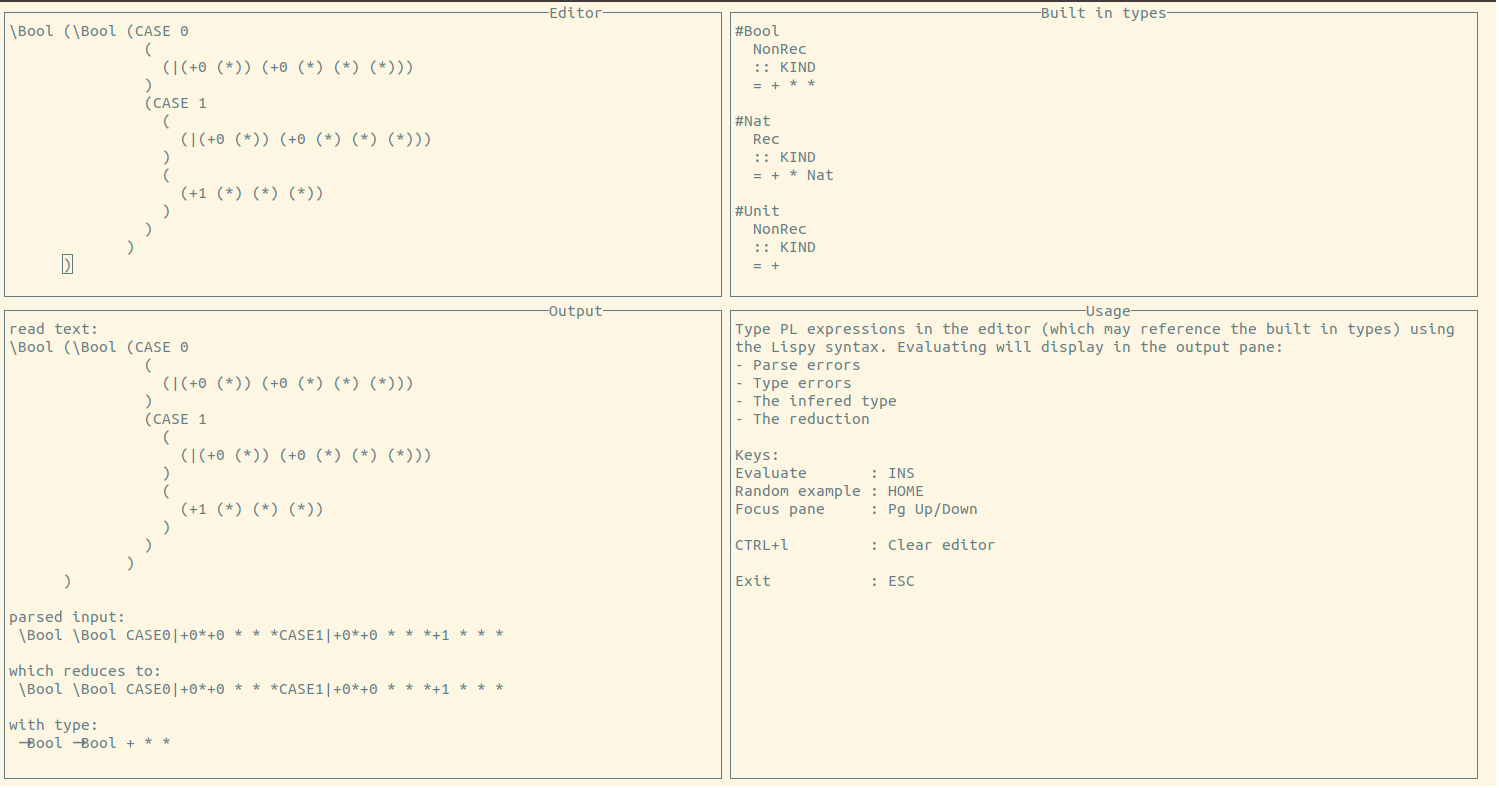 Editor
\Bool (\Bool (CASE 0
(
(|(+0 (*)) (+0 (*) (*) (*)))
)
(CASE 1
(
(|(+0 (*)) (+0 (*) (*) (*)))
)
(
(+1 (*) (*) (*))
)
)
)
)
Built in types
#Bool
NonRec
:: KIND
= + * *
#Nat
Rec
:: KIND
= + * Nat
#Unit
NonRec
:: KIND
= +
Output
read text:
\Bool (\Bool (CASE 0
(
(|(+0 (*)) (+0 (*) (*) (*)))
)
(CASE 1
(
(|(+0 (*)) (+0 (*) (*) (*)))
)
(
(+1 (*) (*) (*))
)
)
)
)
parsed input:
\Bool \Bool CASE0|+0*+0 * * *CASE1|+0*+0 * * *+1 * * *
which reduces to:
\Bool \Bool CASE0|+0*+0 * * *CASE1|+0*+0 * * *+1 * * *
with type:
→Bool →Bool + * *
Usage
Type PL expressions in the editor (which may reference the built in types) using
the Lispy syntax. Evaluating will display in the output pane:
- Parse errors
- Type errors
- The infered type
- The reduction
Keys:
Evaluate : INS
Random example : HOME
Focus pane : Pg Up/Down
CTRL+l : Clear editor
Exit : ESC